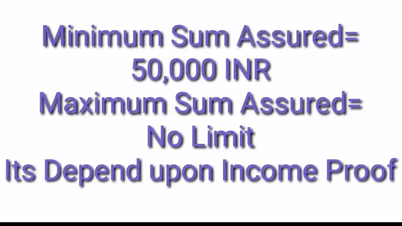 Minimum Sum Assured=
50,000 INR
Maximum Sum Assured=
No Limit
Its Depend upon Income Proof